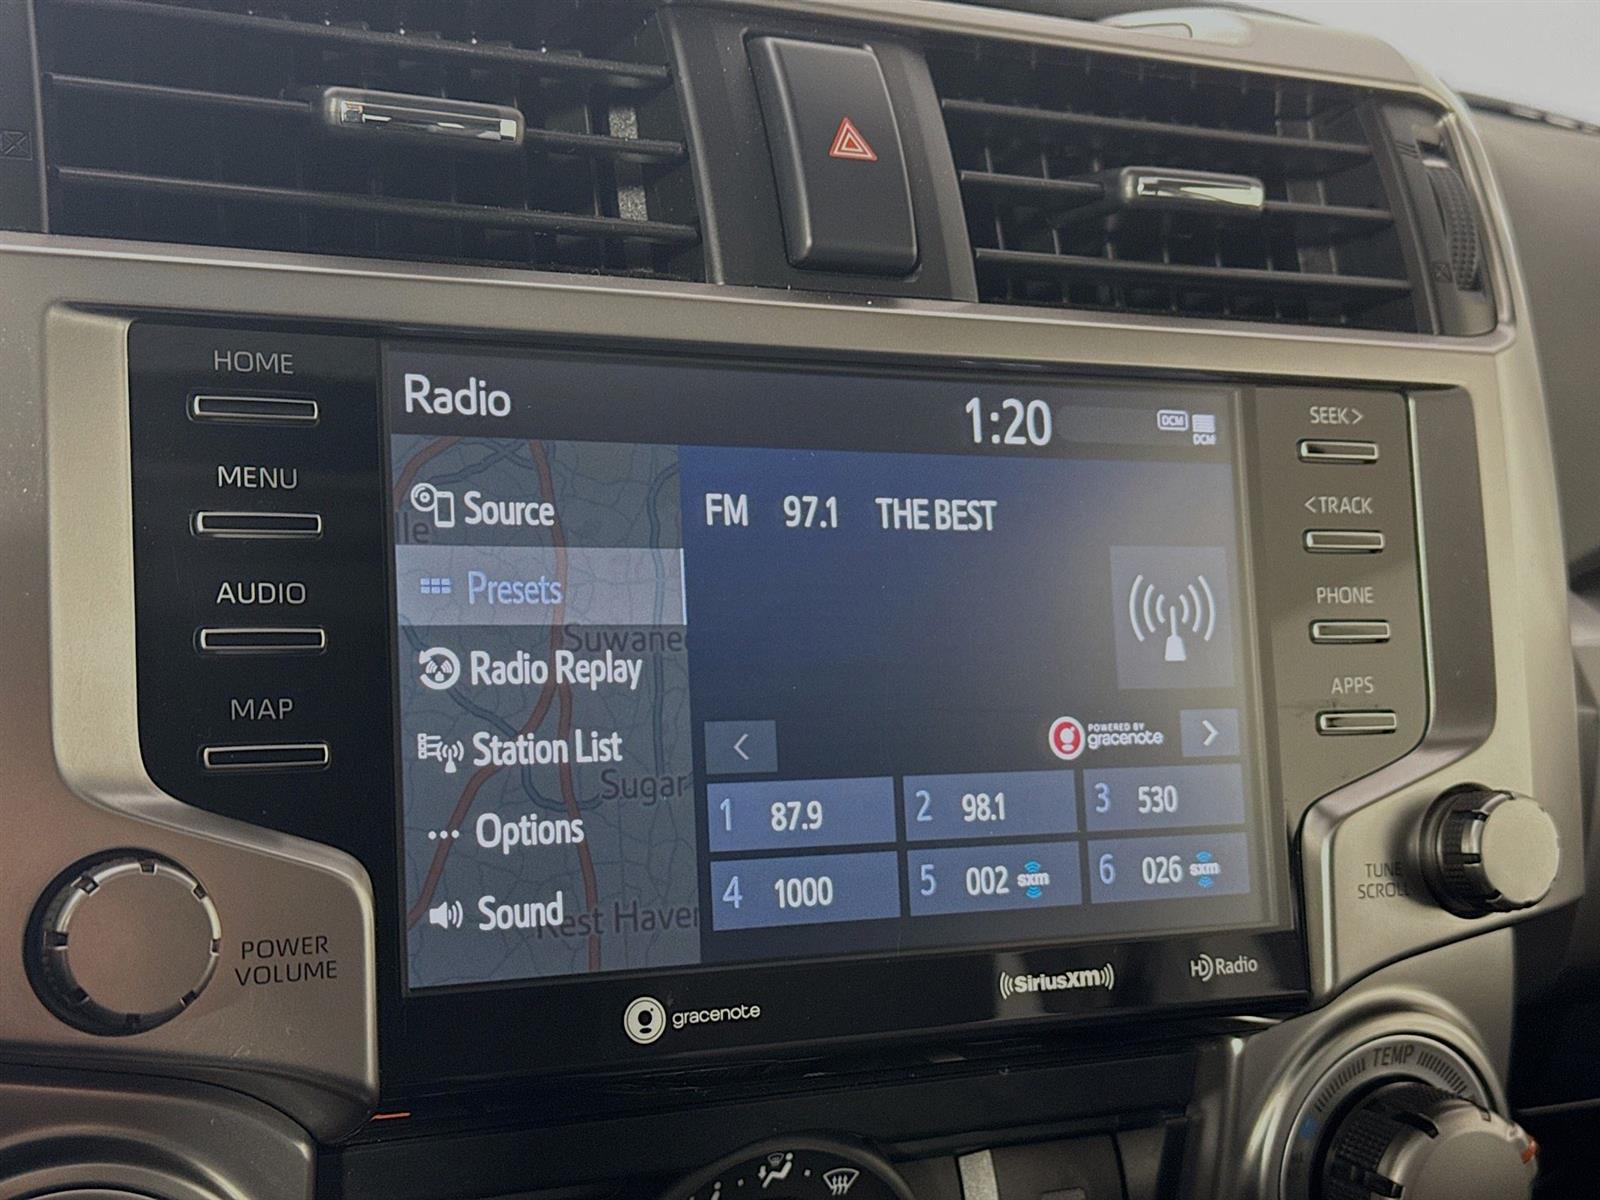 HOME
MENU
AUDIO
MAP
POWER
VOLUME
Radio
1:20
DCM
DCM
Source
Presets
Suwanee
Radio Replay
Station List
Sugar
Options
Sound
est Haven
FM 97.1 THE BEST
POWERED BY
gracenote
1 87.9
2 98.1
3 530
4 1000
5 002 sxm
6 026 sxm
gracenote
SiriusXM
HD Radio
SEEK>
<TRACK
PHONE
APPS
TUNE
SCROLL
TEMP